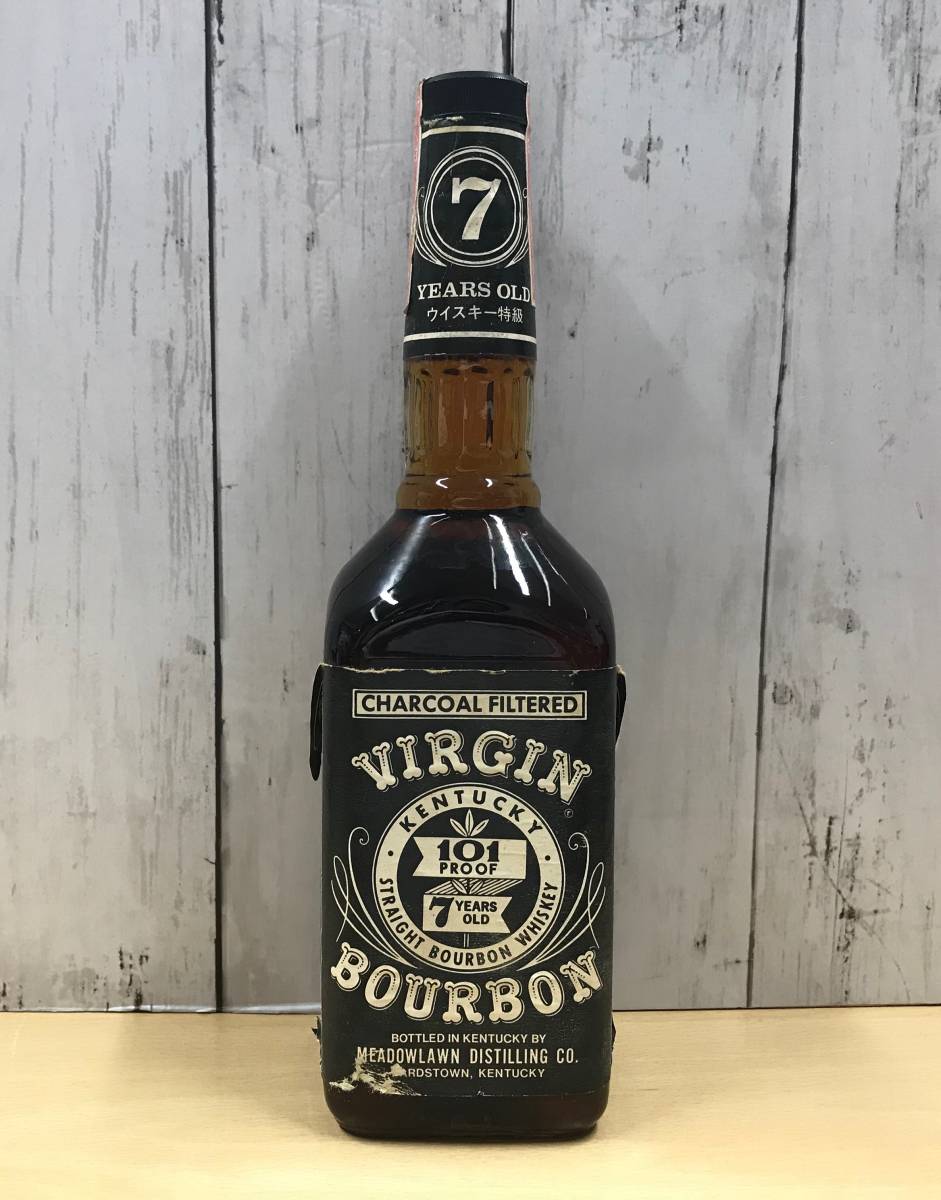 7
YEARS OLD
ウイスキー特級
CHARCOAL FILTERED
VIRGIN
KENTUCKY
101
PROOF
7 YEARS
OLD
STRAIGHT BOURBON WHISKEY
BOURBON
BOTTLED IN KENTUCKY BY
MEADOWLAWN DISTILLING CO.
ARDSTOWN, KENTUCKY